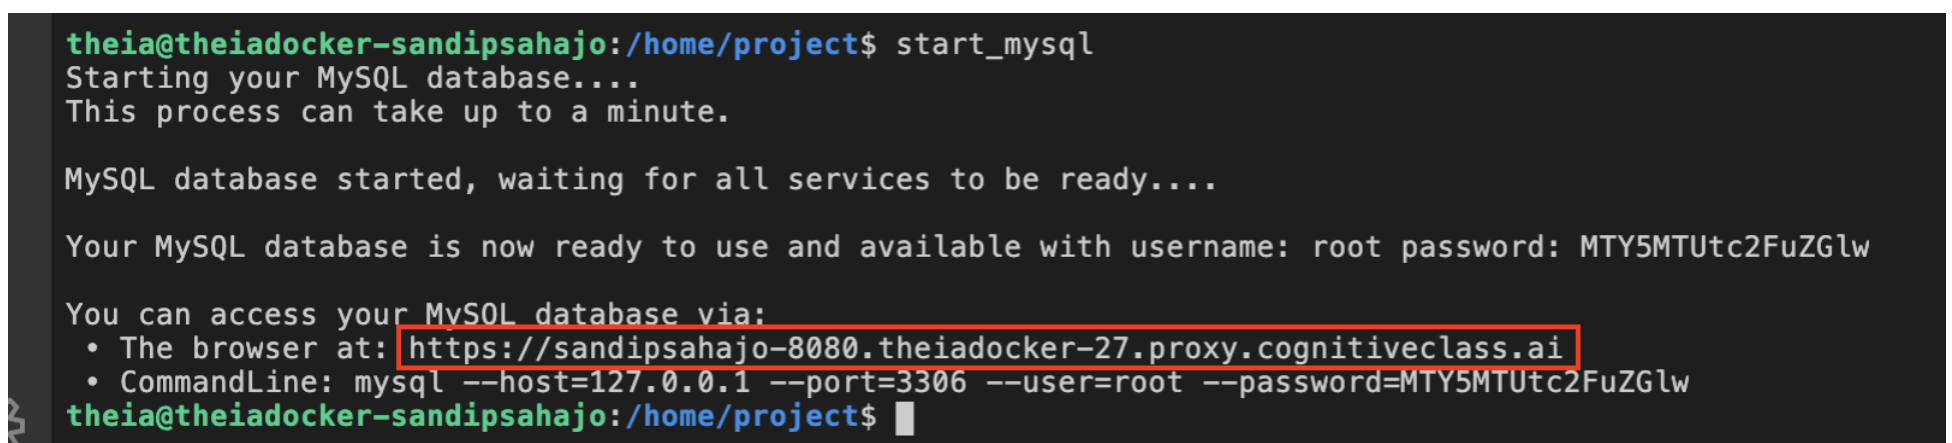 theia@theiadocker-sandipsahajo:/home/project$ start_mysql
Starting your MySQL database....
This process can take up to a minute.
MySQL database started, waiting for all services to be ready....
Your MySQL database is now ready to use and available with username: root password: MTY5MTUtc2FuZGlw
You can access your MySQL database via:
• The browser at: https://sandipsahajo-8080.theiadocker-27.proxy.cognitiveclass.ai
• CommandLine: mysql --host=127.0.0.1 --port=3306 --user=root --password=MTY5MTUtc2FuZGlw
theia@theiadocker-sandipsahajo:/home/project$